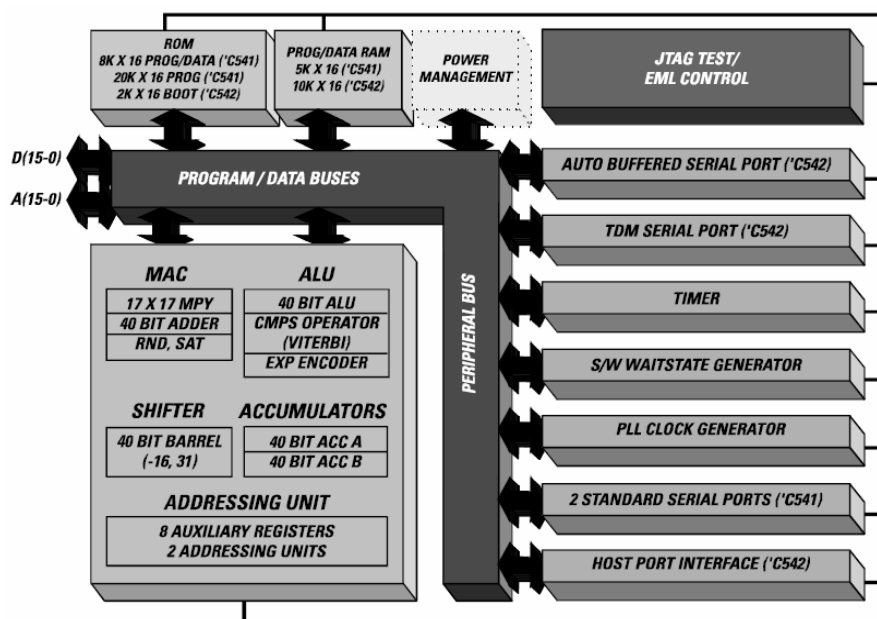 ROM
8K X 16 PROG/DATA ('C541)
20K X 16 PROG ('C541)
2K X 16 BOOT ('C542)
PROG/DATA RAM
5K X 16 ('C541)
10K X 16 ('C542)
POWER
MANAGEMENT
JTAG TEST/
EML CONTROL
D(15-0)
A(15-0)
PROGRAM / DATA BUSES
PERIPHERAL BUS
MAC
17 X 17 MPY
40 BIT ADDER
RND, SAT
ALU
40 BIT ALU
CMPS OPERATOR
(VITERBI)
EXP ENCODER
SHIFTER
40 BIT BARREL
(-16, 31)
ACCUMULATORS
40 BIT ACC A
40 BIT ACC B
ADDRESSING UNIT
8 AUXILIARY REGISTERS
2 ADDRESSING UNITS
AUTO BUFFERED SERIAL PORT ('C542)
TDM SERIAL PORT ('C542)
TIMER
S/W WAITSTATE GENERATOR
PLL CLOCK GENERATOR
2 STANDARD SERIAL PORTS ('C541)
HOST PORT INTERFACE ('C542)